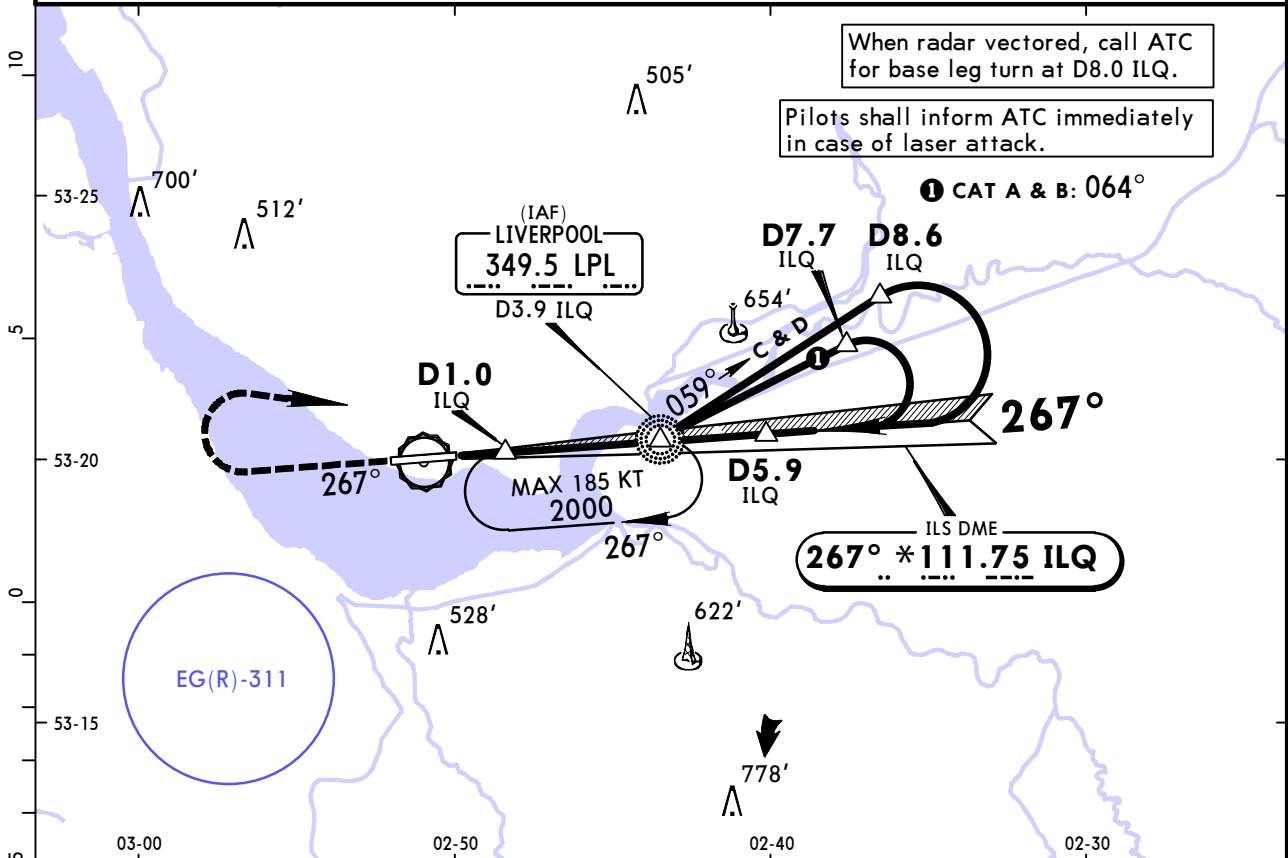 When radar vectored, call ATC
for base leg turn at D8.0 ILQ.
Pilots shall inform ATC immediately
in case of laser attack.
1 CAT A & B: 064°
10
5
0
5
53-25
53-20
53-15
03-00
02-50
02-40
02-30
505'
700'
512'
(IAF)
LIVERPOOL
349.5 LPL
D3.9 ILQ
D7.7
ILQ
D8.6
ILQ
654'
059° C & D
1
D1.0
ILQ
267°
267°
MAX 185 KT
2000
267°
D5.9
ILQ
ILS DME
267° *111.75 ILQ
528'
622'
EG(R)-311
778'